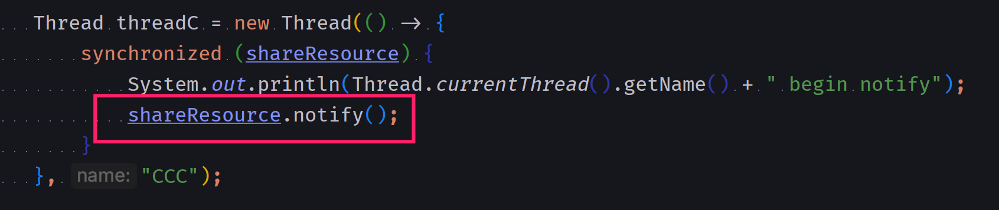 Thread threadC = new Thread(() -> {
synchronized (shareResource) {
System.out.println(Thread.currentThread().getName() + " begin notify");
shareResource.notify();
}
}, name: "CCC");